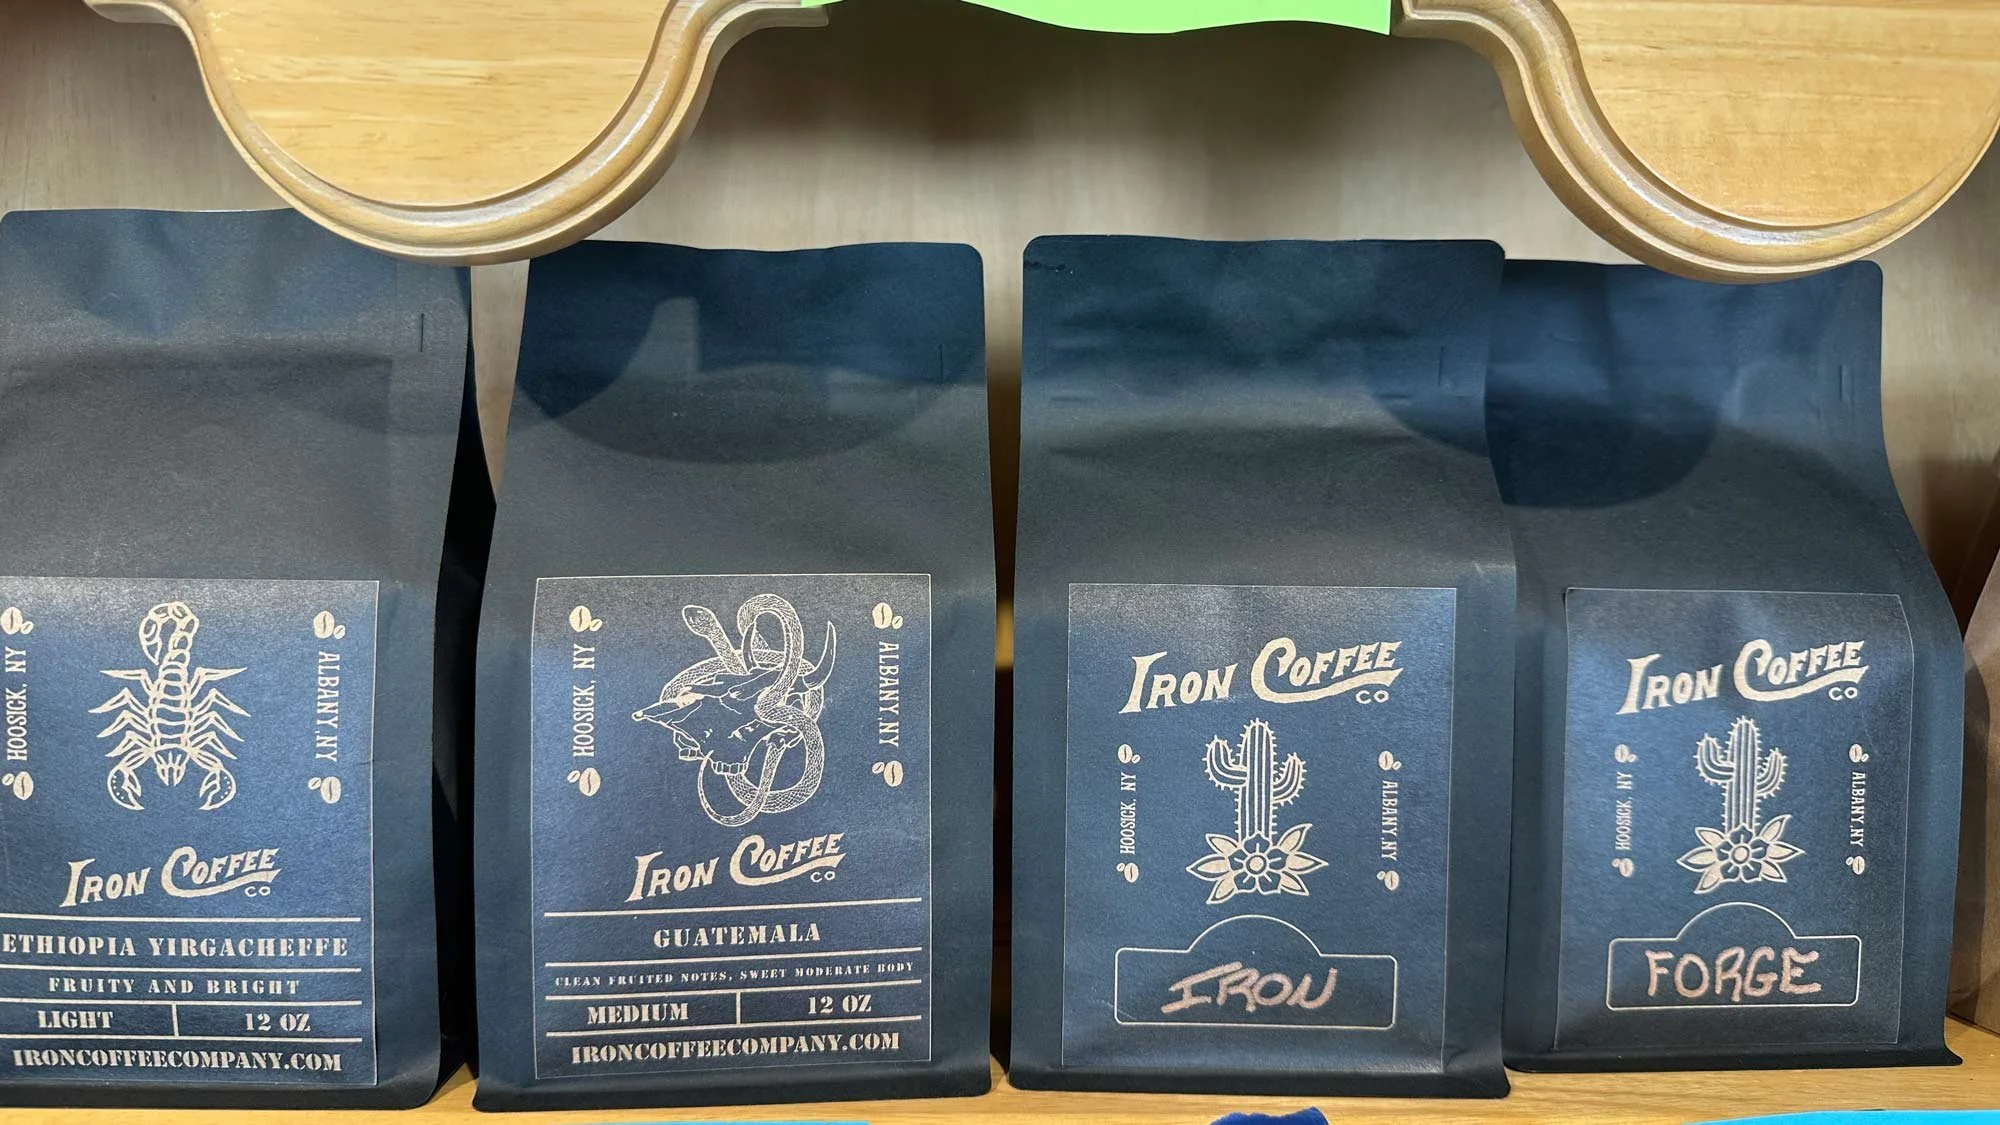 HOOSICK, NY
ALBANY, NY
IRON COFFEE
CO
ETHIOPIA YIRGACHEFFE
FRUITY AND BRIGHT
LIGHT
12 OZ
IRONCOFFEECOMPANY.COM
HOOSICK, NY
ALBANY, NY
IRON COFFEE
CO
GUATEMALA
CLEAN FRUITED NOTES, SWEET MODERATE BODY
MEDIUM
12 OZ
IRONCOFFEECOMPANY.COM
IRON COFFEE
CO
HOOSICK, NY
ALBANY, NY
IRON
IRON COFFEE
CO
HOOSICK, NY
ALBANY, NY
FORGE